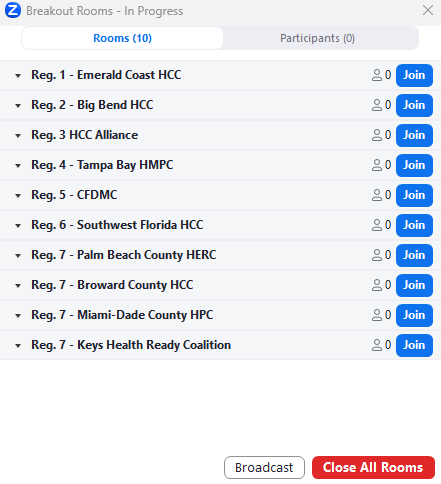 Breakout Rooms - In Progress
Rooms (10) Participants (0)
Reg. 1 - Emerald Coast HCC 0 Join
Reg. 2 - Big Bend HCC 0 Join
Reg. 3 HCC Alliance 0 Join
Reg. 4 - Tampa Bay HMPC 0 Join
Reg. 5 - CFDMC 0 Join
Reg. 6 - Southwest Florida HCC 0 Join
Reg. 7 - Palm Beach County HERC 0 Join
Reg. 7 - Broward County HCC 0 Join
Reg. 7 - Miami-Dade County HPC 0 Join
Reg. 7 - Keys Health Ready Coalition 0 Join
Broadcast Close All Rooms